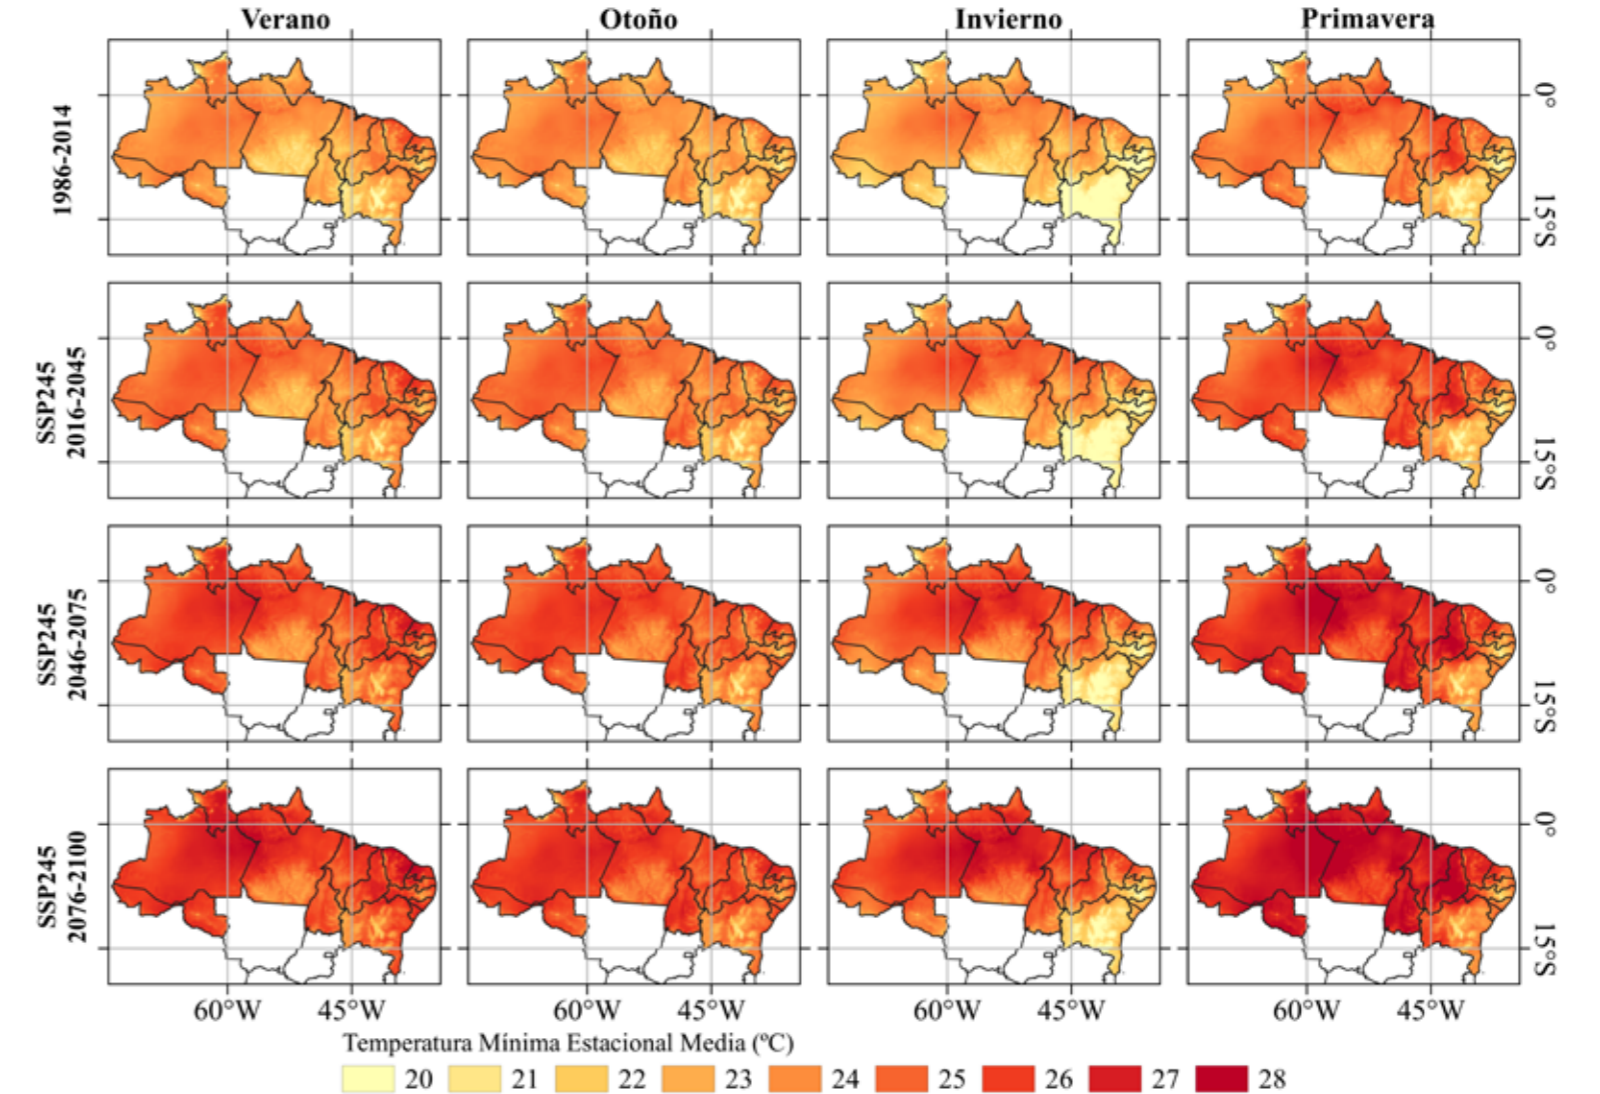 Verano Otoño Invierno Primavera
1986-2014
0°
15°S
SSP245
2016-2045
0°
15°S
SSP245
2046-2075
0°
15°S
SSP245
2076-2100
0°
15°S
60°W 45°W 60°W 45°W 60°W 45°W 60°W 45°W
Temperatura Mínima Estacional Media (ºC)
20 21 22 23 24 25 26 27 28